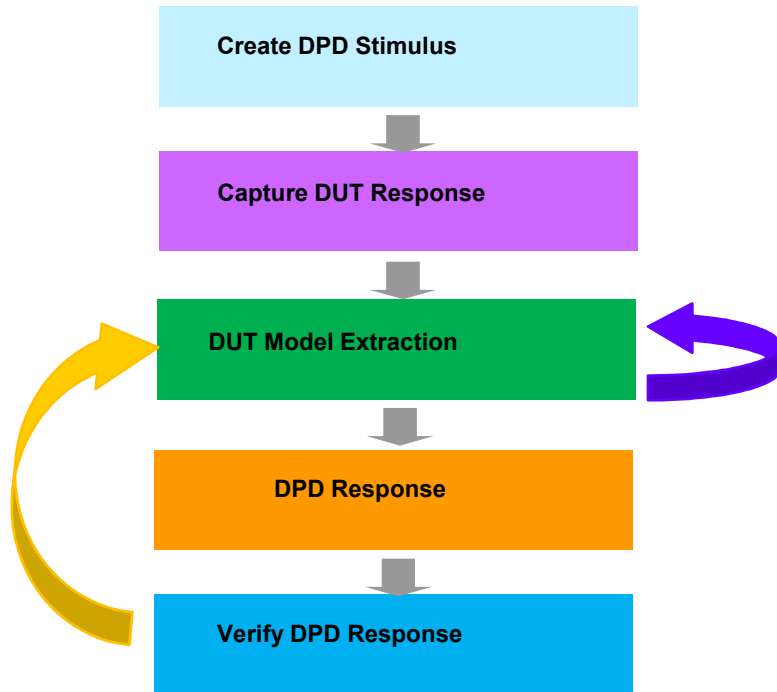 Create DPD Stimulus
Capture DUT Response
DUT Model Extraction
DPD Response
Verify DPD Response